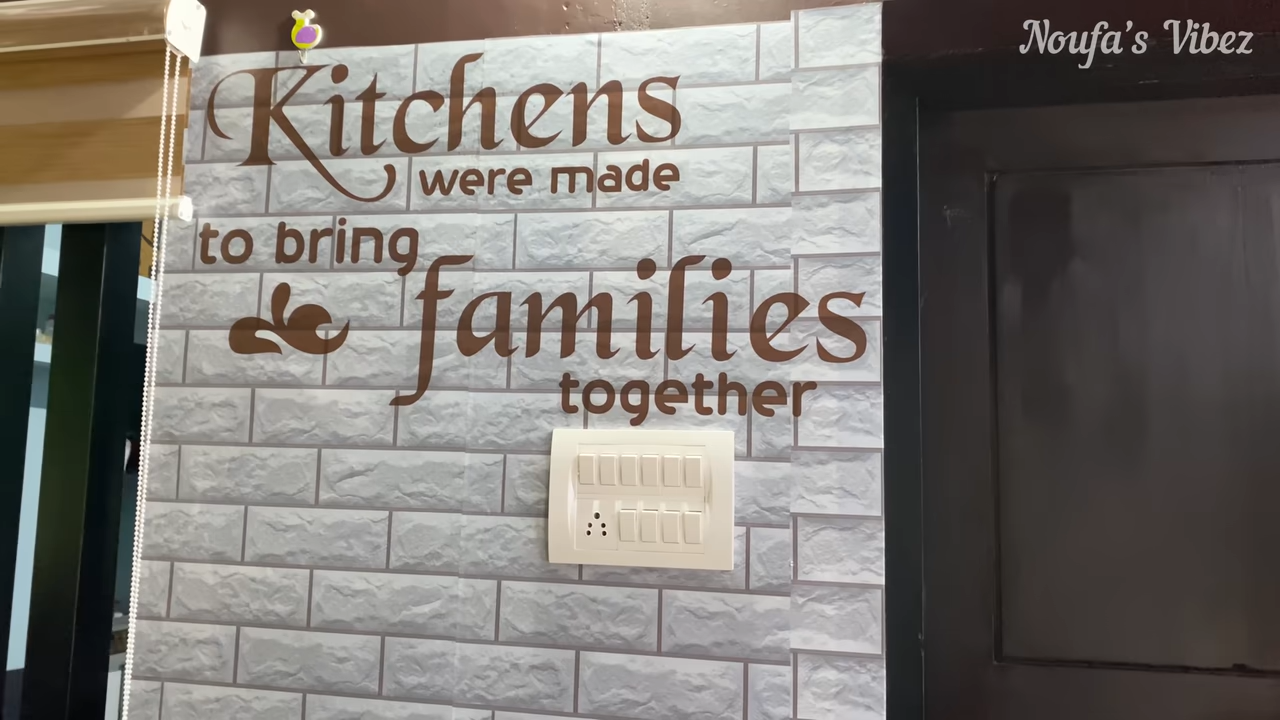 Noufa's Vibez
Kitchens
were made
to bring
families
together